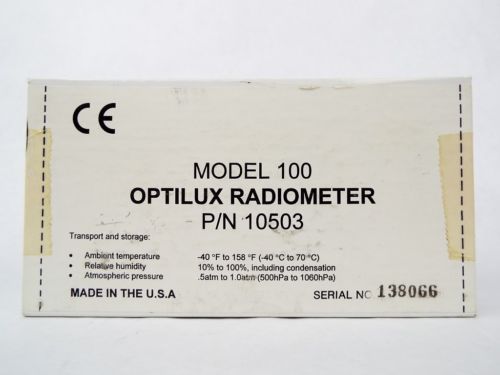 CE
MODEL 100
OPTILUX RADIOMETER
P/N 10503
Transport and storage:
• Ambient temperature -40 °F to 158 °F (-40 °C to 70 °C)
• Relative humidity 10% to 100%, including condensation
• Atmospheric pressure .5atm to 1.0atm (500hPa to 1060hPa)
MADE IN THE U.S.A SERIAL NO 138066